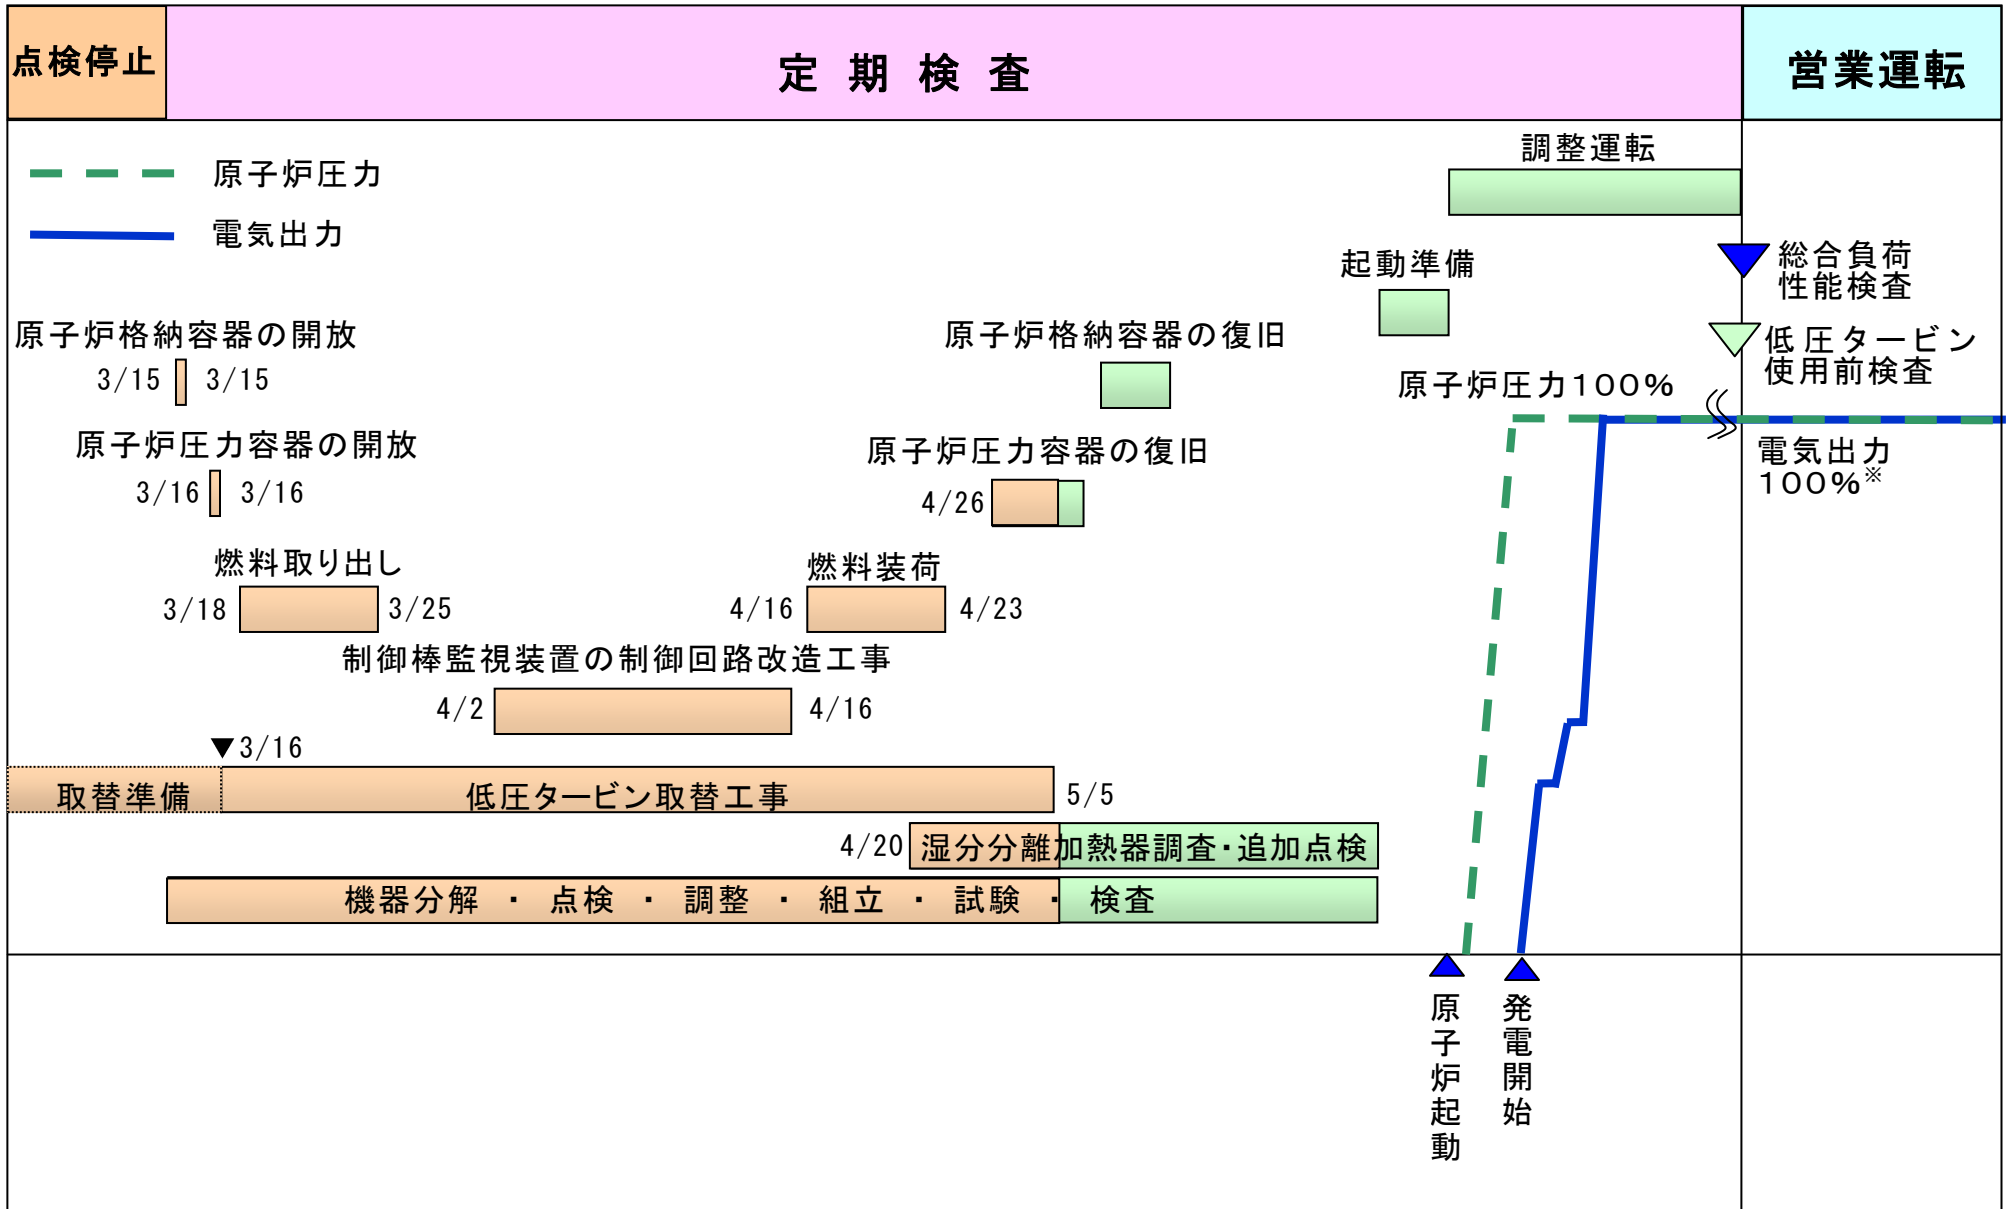 点検停止
定期検査
営業運転
原子炉圧力
電気出力
調整運転
総合負荷
性能検査
起動準備
低圧タービン
使用前検査
原子炉格納容器の開放
3/15
3/15
原子炉格納容器の復旧
原子炉圧力100%
原子炉圧力容器の開放
3/16
3/16
原子炉圧力容器の復旧
4/26
電気出力
100%※
燃料取り出し
3/18
3/25
燃料装荷
4/16
4/23
制御棒監視装置の制御回路改造工事
4/2
4/16
▼3/16
取替準備
低圧タービン取替工事
5/5
4/20
湿分分離加熱器調査・追加点検
機器分解 ・ 点検 ・ 調整 ・ 組立 ・ 試験 ・ 検査
原子炉起動
発電開始